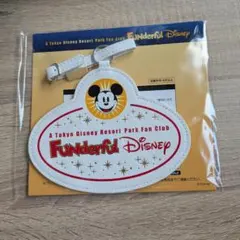 A Tokyo Disney Resort Park Fan Club FUNderful Disney
A Tokyo Disney Resort Park Fan Club
FUNderful Disney